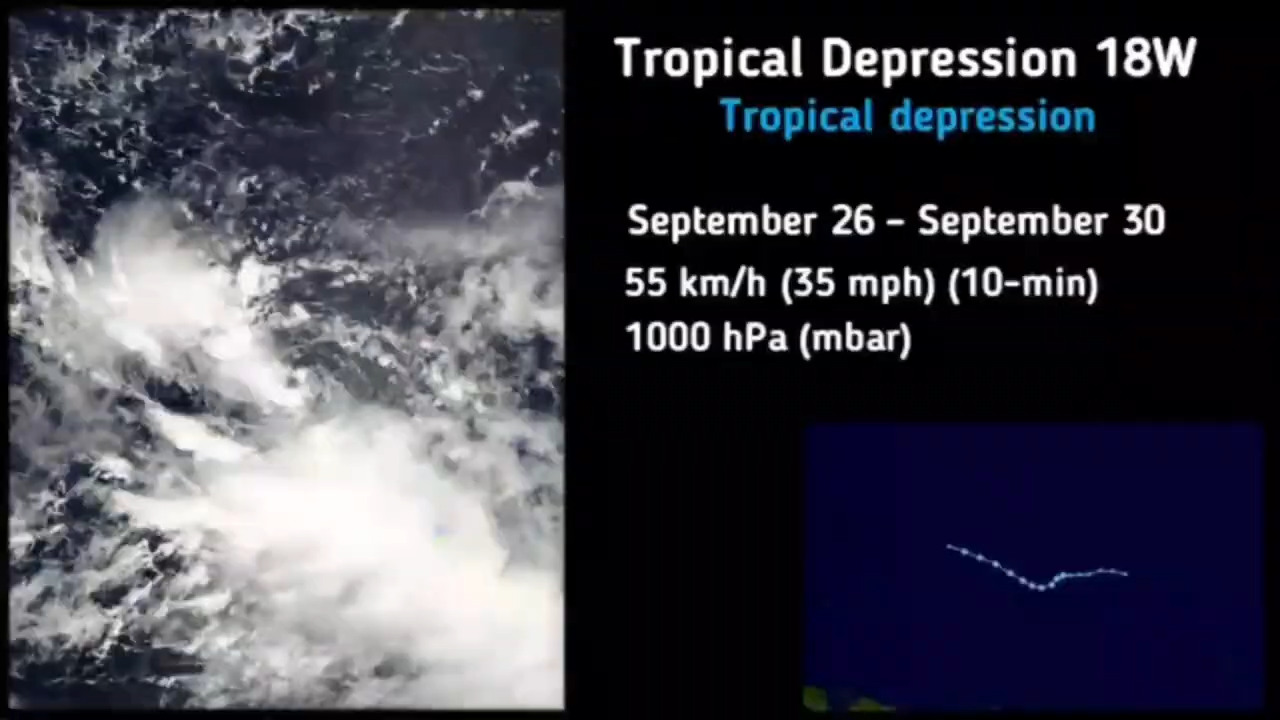 Tropical Depression 18W
Tropical depression
September 26 - September 30
55 km/h (35 mph) (10-min)
1000 hPa (mbar)